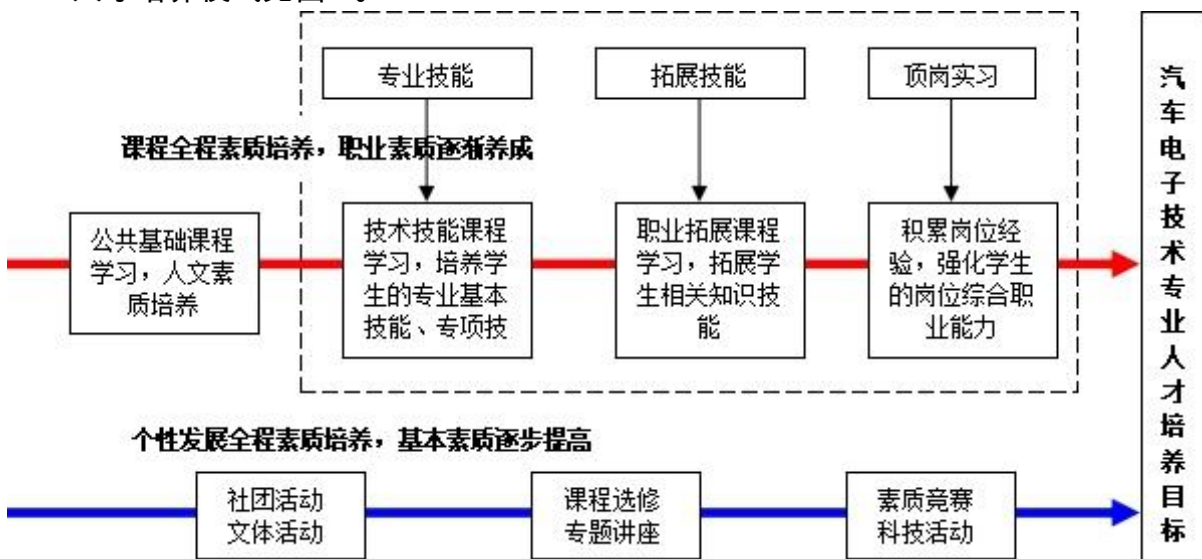 专业技能
拓展技能
顶岗实习
课程全程素质培养，职业素质逐渐养成
公共基础课程
学习，人文素
质培养
技术技能课程
学习，培养学
生的专业基本
技能、专项技
职业拓展课程
学习，拓展学
生相关知识技
能
积累岗位经
验，强化学生
的岗位综合职
业能力
个性发展全程素质培养，基本素质逐步提高
社团活动
文体活动
课程选修
专题讲座
素质竞赛
科技活动
汽车电子技术专业人才培养目标